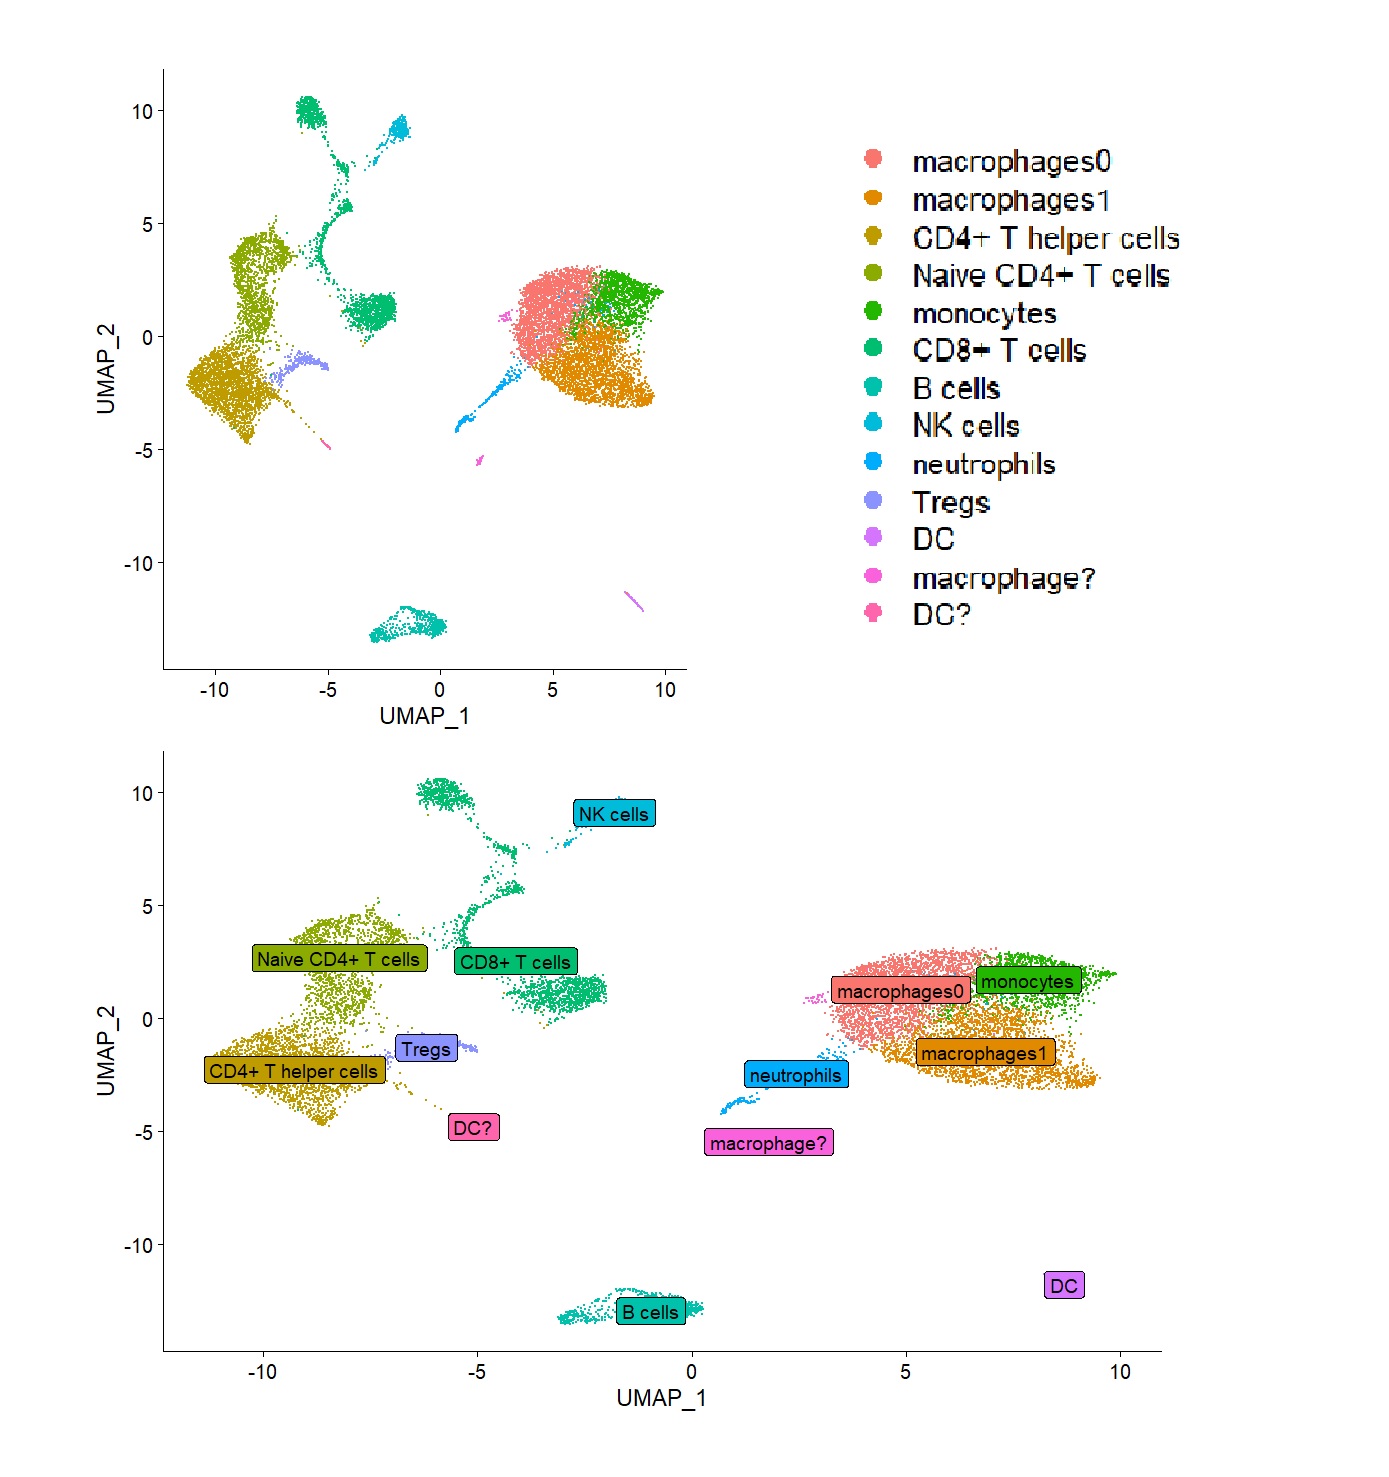 10
5
0
-5
-10
UMAP_2
-10
-5
0
5
10
UMAP_1
macrophages0
macrophages1
CD4+ T helper cells
Naive CD4+ T cells
monocytes
CD8+ T cells
B cells
NK cells
neutrophils
Tregs
DC
macrophage?
DC?
10
5
0
-5
-10
UMAP_2
NK cells
Naive CD4+ T cells
CD8+ T cells
monocytes
macrophages0
Tregs
macrophages1
CD4+ T helper cells
neutrophils
DC?
macrophage?
DC
B cells
-10
-5
0
5
10
UMAP_1